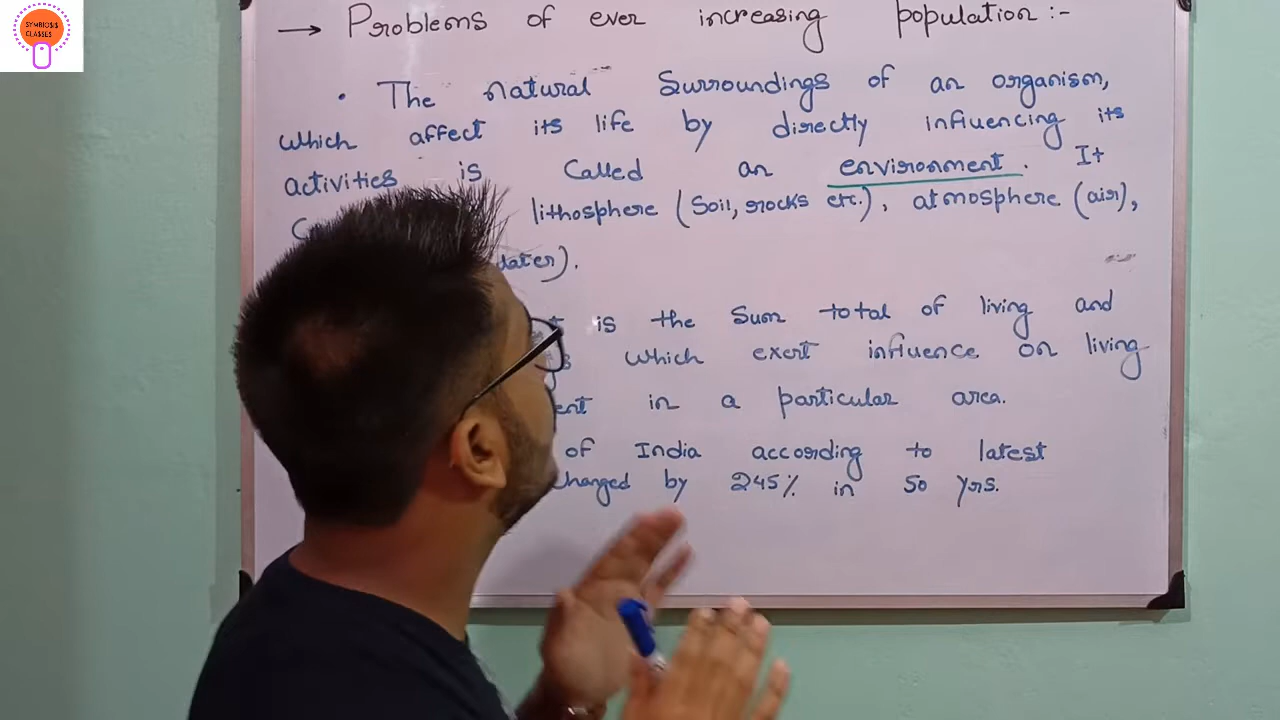 SYMBIOSIS
CLASSES
→ Problems of ever increasing population :-
• The natural Surroundings of an organism,
which affect its life by directly influencing its
activities is Called an environment. It
lithosphere (Soil, rocks etc.), atmosphere (air),
).
is the Sum total of living and
which exert influence on living
in a particular area.
of India according to latest
changed by 245% in 50 yrs.